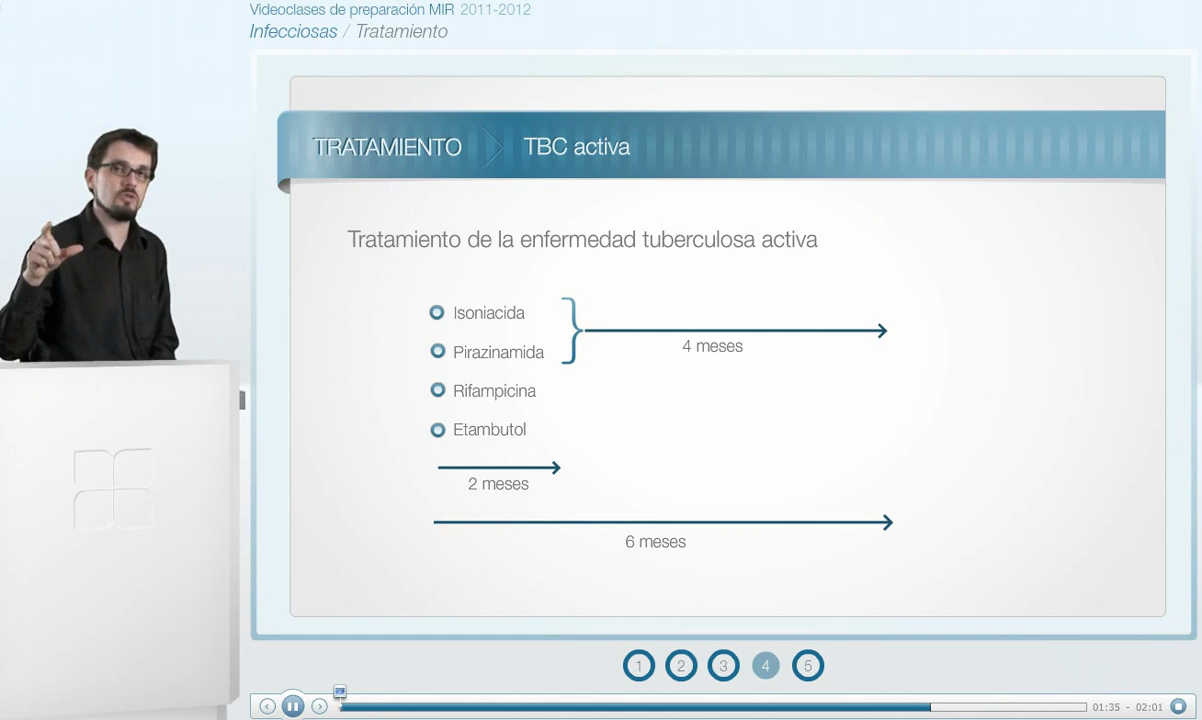 Videoclases de preparación MIR 2011-2012
Infecciosas / Tratamiento
TRATAMIENTO TBC activa
Tratamiento de la enfermedad tuberculosa activa
Isoniacida
Pirazinamida
4 meses
Rifampicina
Etambutol
2 meses
6 meses
1 2 3 4 5
01:35 - 02:01